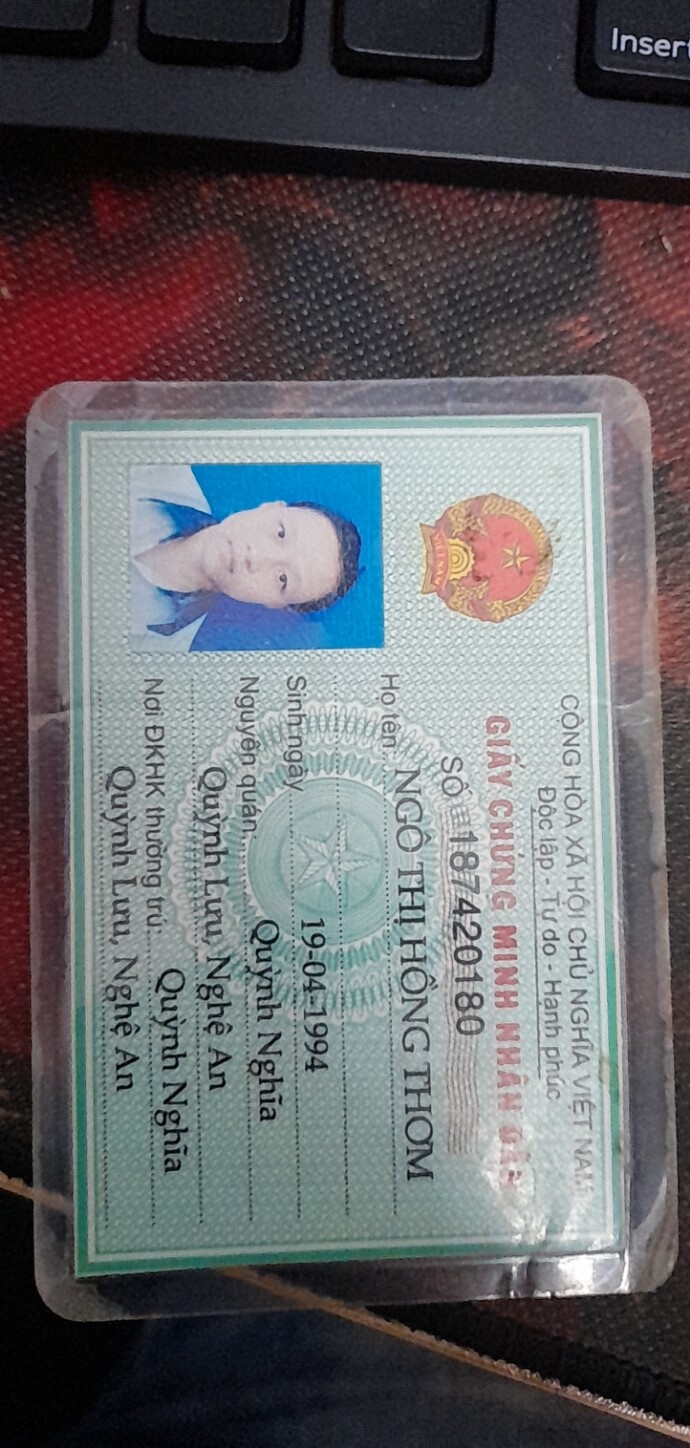 Insert
CỘNG HÒA XÃ HỘI CHỦ NGHĨA VIỆT NAM
Độc lập - Tự do - Hạnh phúc
GIẤY CHỨNG MINH NHÂN DÂN
SỐ 187420180
Họ tên NGÔ THỊ HỒNG THƠM
Sinh ngày 19-04-1994
Nguyên quán Quỳnh Nghĩa
Quỳnh Lưu, Nghệ An
Nơi ĐKHK thường trú Quỳnh Nghĩa
Quỳnh Lưu, Nghệ An